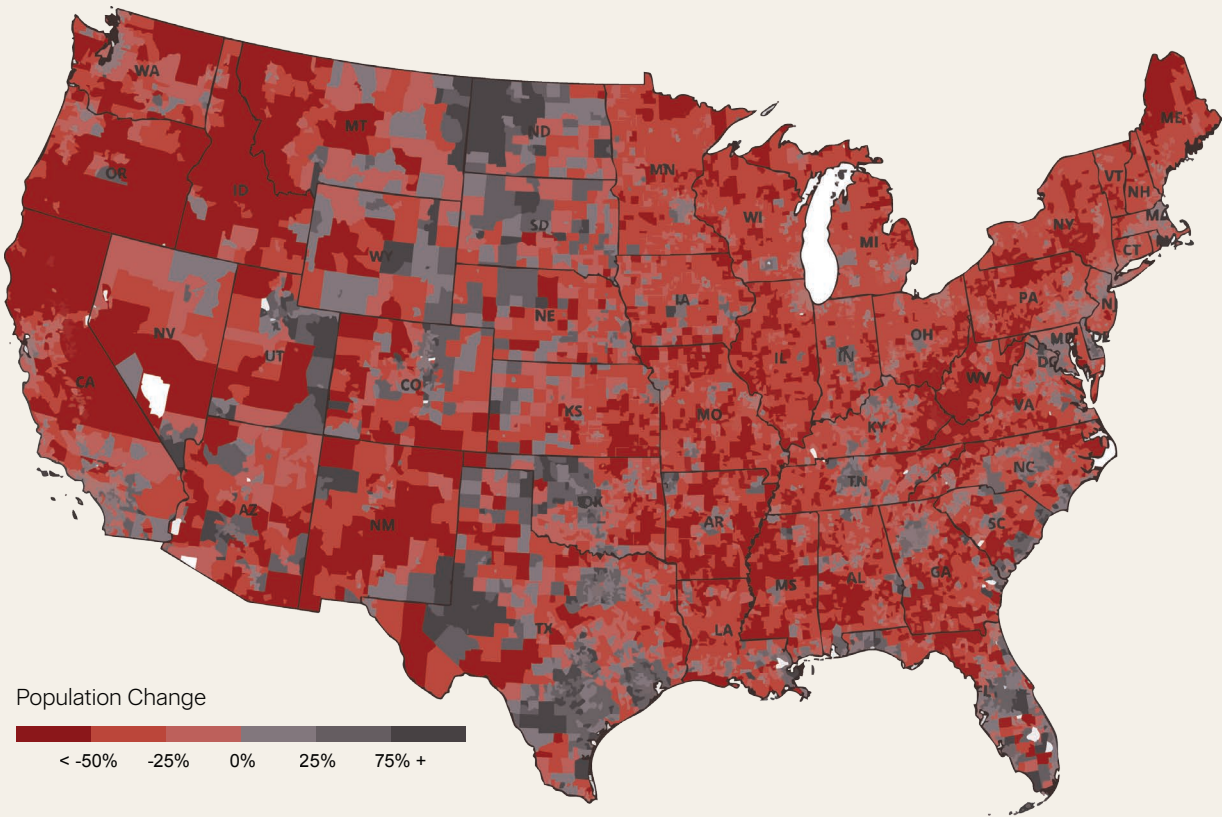 WA
MT
ND
ME
OR
ID
MN
VT
NH
SD
WI
NY
MA
WY
MI
CT
IA
PA
NE
NV
OH
UT
IL
IN
MD
DE
DC
CA
CO
WV
KS
MO
VA
KY
NC
TN
OK
AZ
NM
AR
SC
MS
AL
GA
TX
LA
Population Change
< -50% -25% 0% 25% 75% +